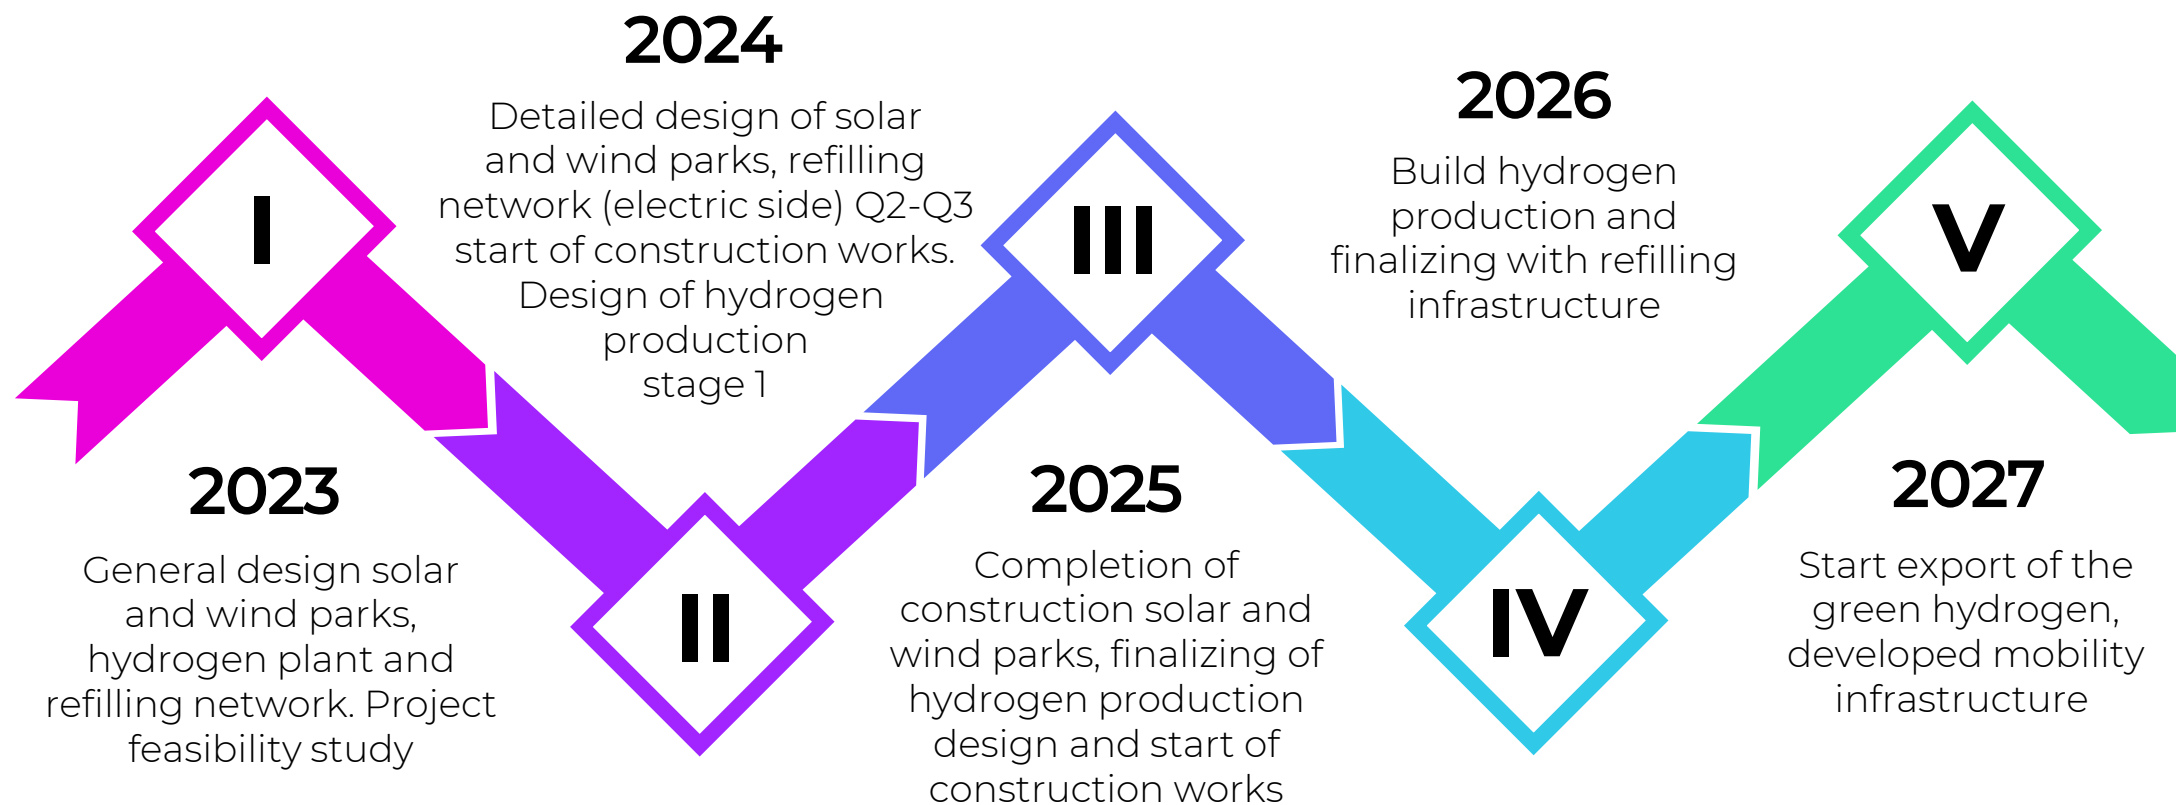 I
2023
General design solar
and wind parks,
hydrogen plant and
refilling network. Project
feasibility study
2024
Detailed design of solar
and wind parks, refilling
network (electric side) Q2-Q3
start of construction works.
Design of hydrogen
production
stage 1
II
III
2025
Completion of
construction solar and
wind parks, finalizing of
hydrogen production
design and start of
construction works
2026
Build hydrogen
production and
finalizing with refilling
infrastructure
IV
V
2027
Start export of the
green hydrogen,
developed mobility
infrastructure